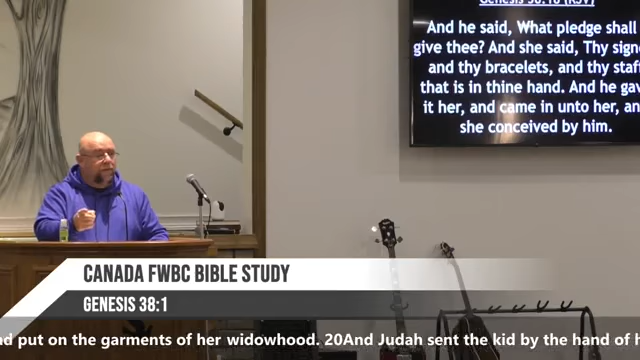 Genesis 38:18 (KJV)
And he said, What pledge shall
give thee? And she said, Thy signe
and thy bracelets, and thy staff
that is in thine hand. And he gav
it her, and came in unto her, an
she conceived by him.
CANADA FWBC BIBLE STUDY
GENESIS 38:1
nd put on the garments of her widowhood. 20And Judah sent the kid by the hand of h